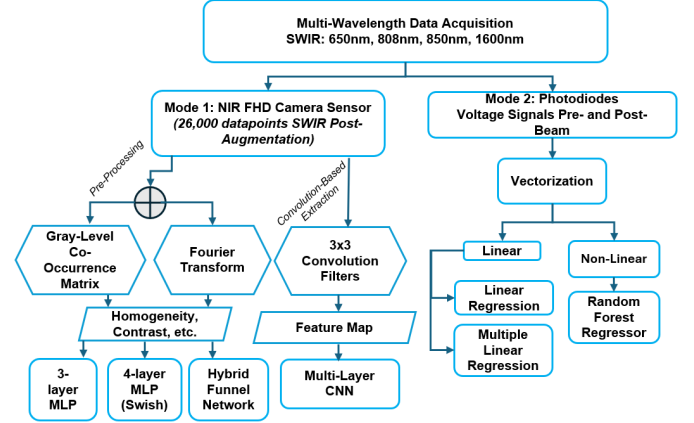 Multi-Wavelength Data Acquisition
SWIR: 650nm, 808nm, 850nm, 1600nm
Mode 1: NIR FHD Camera Sensor
(26,000 datapoints SWIR Post-
Augmentation)
Mode 2: Photodiodes
Voltage Signals Pre- and Post-
Beam
Pre-Processing
Convolution-Based
Extraction
Vectorization
Gray-Level
Co-
Occurrence
Matrix
Fourier
Transform
3x3
Convolution
Filters
Linear
Non-Linear
Linear
Regression
Random
Forest
Regressor
Multiple
Linear
Regression
Homogeneity,
Contrast, etc.
Feature Map
3-
layer
MLP
4-layer
MLP
(Swish)
Hybrid
Funnel
Network
Multi-Layer
CNN